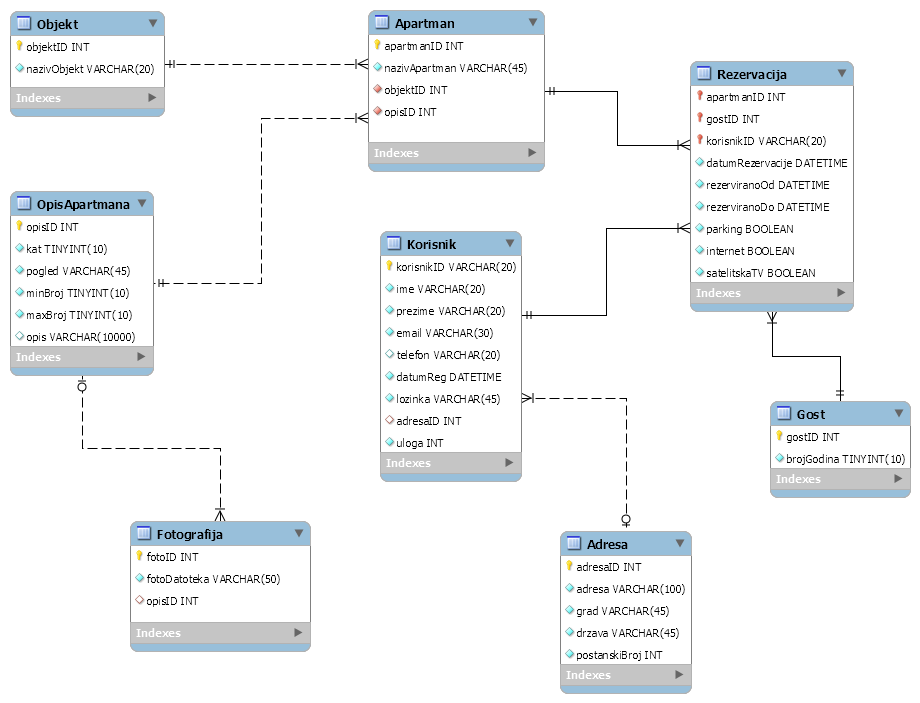 Objekt
objektID INT
nazivObjekt VARCHAR(20)
Indexes
Apartman
apartmanID INT
nazivApartman VARCHAR(45)
objektID INT
opisID INT
Indexes
Rezervacija
apartmanID INT
gostID INT
korisnikID VARCHAR(20)
datumRezervacije DATETIME
rezerviranoOd DATETIME
rezerviranoDo DATETIME
parking BOOLEAN
internet BOOLEAN
satelitskaTV BOOLEAN
Indexes
OpisApartmana
opisID INT
kat TINYINT(10)
pogled VARCHAR(45)
minBroj TINYINT(10)
maxBroj TINYINT(10)
opis VARCHAR(10000)
Indexes
Korisnik
korisnikID VARCHAR(20)
ime VARCHAR(20)
prezime VARCHAR(20)
email VARCHAR(30)
telefon VARCHAR(20)
datumReg DATETIME
lozinka VARCHAR(45)
adresaID INT
uloga INT
Indexes
Gost
gostID INT
brojGodina TINYINT(10)
Indexes
Fotografija
fotoID INT
fotoDatoteka VARCHAR(50)
opisID INT
Indexes
Adresa
adresaID INT
adresa VARCHAR(100)
grad VARCHAR(45)
drzava VARCHAR(45)
postanskiBroj INT
Indexes